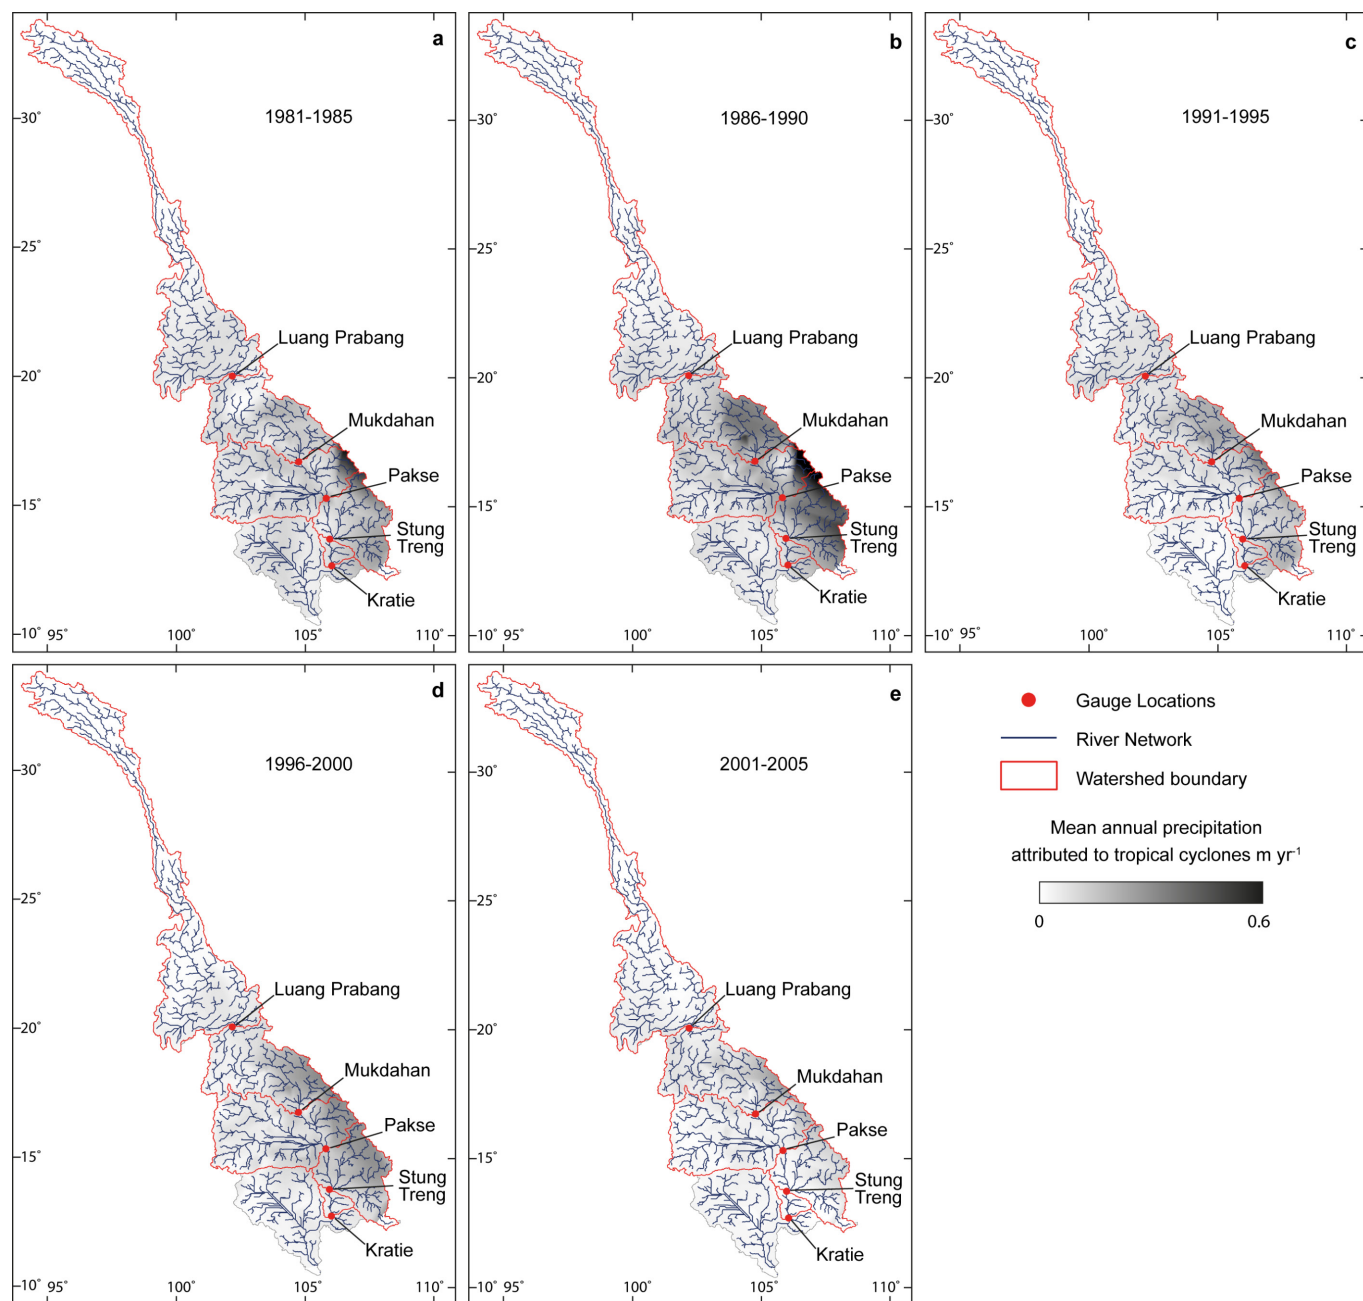 a
1981-1985
30°
25°
Luang Prabang
20°
Mukdahan
Pakse
15°
Stung
Treng
Kratie
10°
95°
100°
105°
110°
b
1986-1990
30°
25°
Luang Prabang
20°
Mukdahan
Pakse
15°
Stung
Treng
Kratie
10°
95°
100°
105°
110°
c
1991-1995
30°
25°
Luang Prabang
20°
Mukdahan
Pakse
15°
Stung
Treng
Kratie
10°
95°
100°
105°
110°
d
1996-2000
30°
25°
Luang Prabang
20°
Mukdahan
Pakse
15°
Stung
Treng
Kratie
10°
95°
100°
105°
110°
e
2001-2005
30°
25°
Luang Prabang
20°
Mukdahan
Pakse
15°
Stung
Treng
Kratie
10°
95°
100°
105°
110°
Gauge Locations
River Network
Watershed boundary
Mean annual precipitation
attributed to tropical cyclones m yr⁻¹
0 0.6